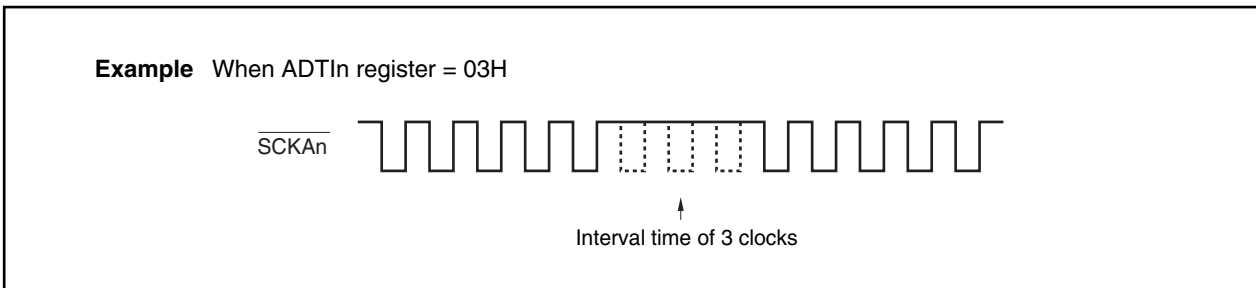 Example When ADTIn register = 03H
SCKAn
Interval time of 3 clocks